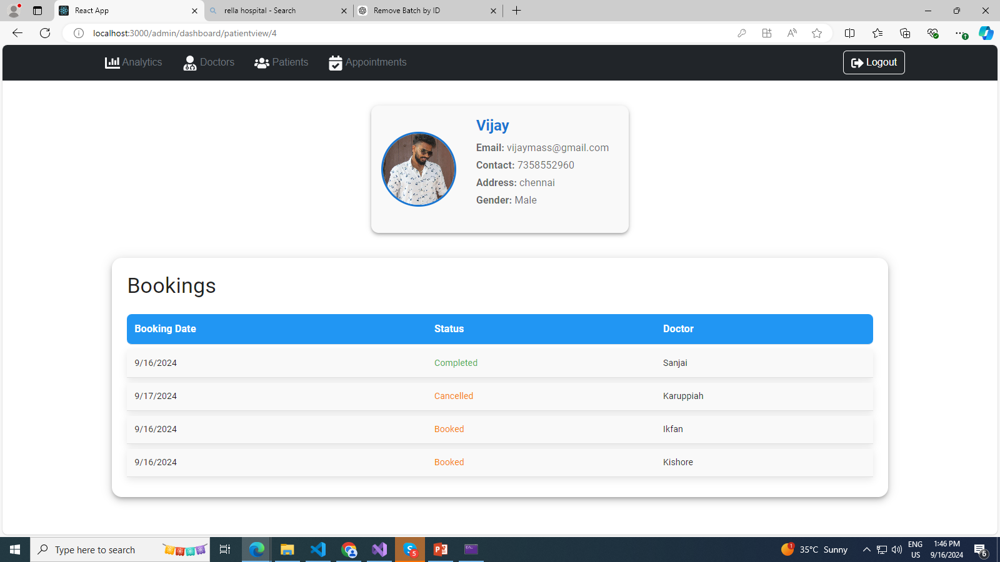 React App
rella hospital - Search
Remove Batch by ID
localhost:3000/admin/dashboard/patientview/4
Analytics
Doctors
Patients
Appointments
Logout
Vijay
Email: vijaymass@gmail.com
Contact: 7358552960
Address: chennai
Gender: Male
Bookings
Booking Date Status Doctor
9/16/2024 Completed Sanjai
9/17/2024 Cancelled Karuppiah
9/16/2024 Booked Ikfan
9/16/2024 Booked Kishore
Type here to search
5
1
35°C Sunny
ENG
US
1:46 PM
9/16/2024
6